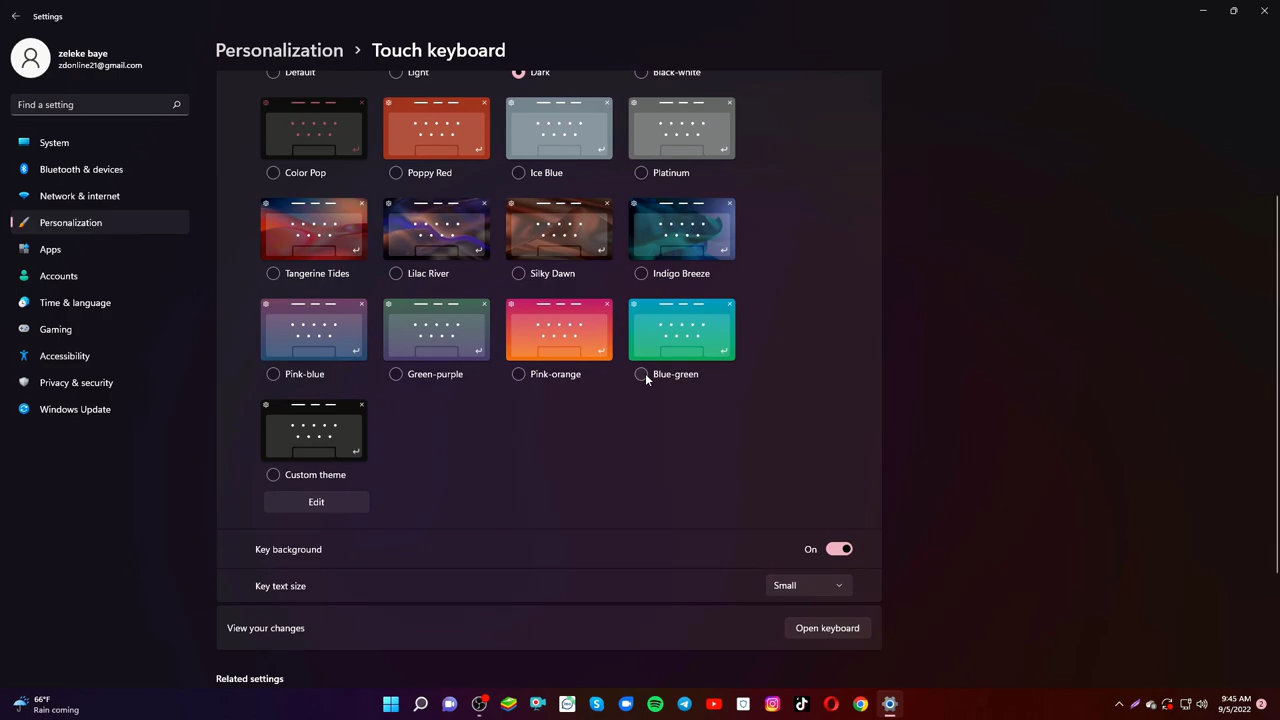 Settings
zeleke baye
zdonline21@gmail.com
Find a setting
System
Bluetooth & devices
Network & internet
Personalization
Apps
Accounts
Time & language
Gaming
Accessibility
Privacy & security
Windows Update
Personalization > Touch keyboard
Default Light Dark Black-white
Color Pop Poppy Red Ice Blue Platinum
Tangerine Tides Lilac River Silky Dawn Indigo Breeze
Pink-blue Green-purple Pink-orange Blue-green
Custom theme
Edit
Key background On
Key text size Small
View your changes Open keyboard
Related settings
66°F
Rain coming
9:45 AM
9/5/2022
2